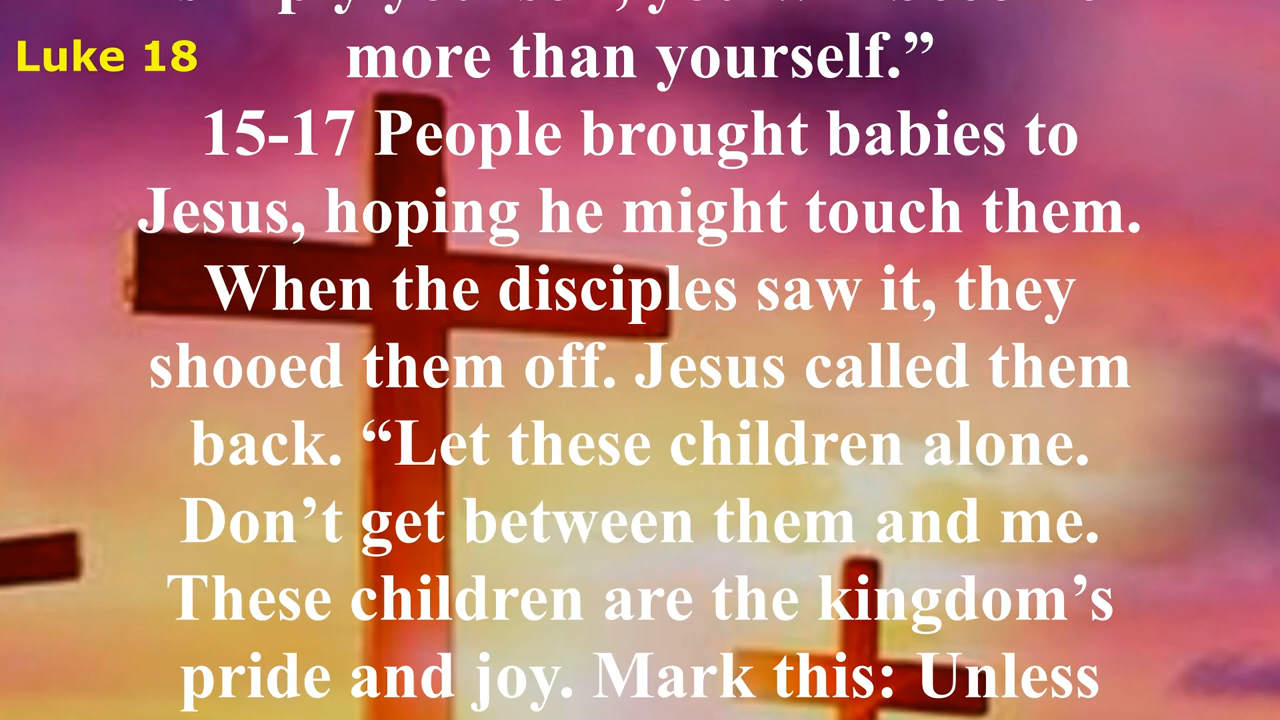 Luke 18
more than yourself.”
15-17 People brought babies to
Jesus, hoping he might touch them.
When the disciples saw it, they
shooed them off. Jesus called them
back. “Let these children alone.
Don’t get between them and me.
These children are the kingdom’s
pride and joy. Mark this: Unless